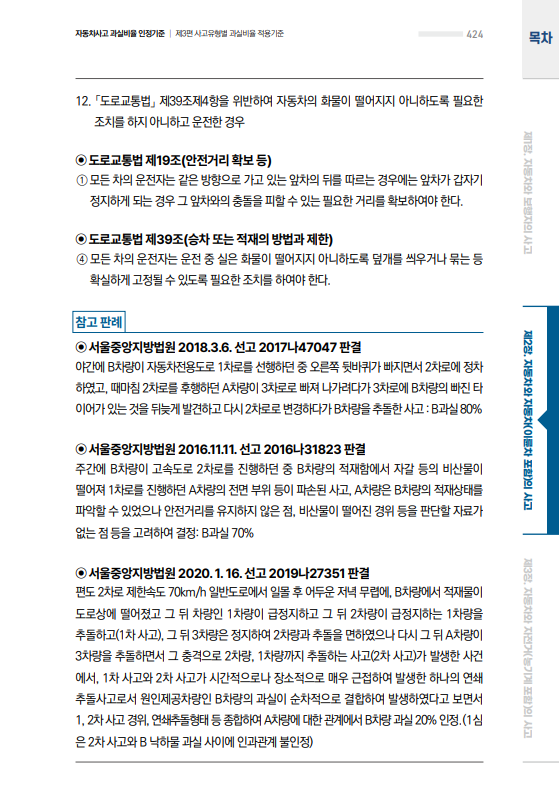 자동차사고 과실비율 인정기준 | 제3편 사고유형별 과실비율 적용기준
424
목차
12. 「도로교통법」 제39조제4항을 위반하여 자동차의 화물이 떨어지지 아니하도록 필요한
조치를 하지 아니하고 운전한 경우
◉ 도로교통법 제19조(안전거리 확보 등)
① 모든 차의 운전자는 같은 방향으로 가고 있는 앞차의 뒤를 따르는 경우에는 앞차가 갑자기
정지하게 되는 경우 그 앞차와의 충돌을 피할 수 있는 필요한 거리를 확보하여야 한다.
◉ 도로교통법 제39조(승차 또는 적재의 방법과 제한)
④ 모든 차의 운전자는 운전 중 실은 화물이 떨어지지 아니하도록 덮개를 씌우거나 묶는 등
확실하게 고정될 수 있도록 필요한 조치를 하여야 한다.
참고 판례
◉ 서울중앙지방법원 2018.3.6. 선고 2017나47047 판결
야간에 B차량이 자동차전용도로 1차로를 선행하던 중 오른쪽 뒷바퀴가 빠지면서 2차로에 정차
하였고, 때마침 2차로를 후행하던 A차량이 3차로로 빠져 나가려다가 3차로에 B차량의 빠진 타
이어가 있는 것을 뒤늦게 발견하고 다시 2차로로 변경하다가 B차량을 추돌한 사고 : B과실 80%
◉ 서울중앙지방법원 2016.11.11. 선고 2016나31823 판결
주간에 B차량이 고속도로 2차로를 진행하던 중 B차량의 적재함에서 자갈 등의 비산물이
떨어져 1차로를 진행하던 A차량의 전면 부위 등이 파손된 사고, A차량은 B차량의 적재상태를
파악할 수 있었으나 안전거리를 유지하지 않은 점, 비산물이 떨어진 경위 등을 판단할 자료가
없는 점 등을 고려하여 결정: B과실 70%
◉ 서울중앙지방법원 2020. 1. 16. 선고 2019나27351 판결
편도 2차로 제한속도 70km/h 일반도로에서 일몰 후 어두운 저녁 무렵에, B차량에서 적재물이
도로상에 떨어졌고 그 뒤 차량인 1차량이 급정지하고 그 뒤 2차량이 급정지하는 1차량을
추돌하고(1차 사고), 그 뒤 3차량은 정지하여 2차량과 추돌을 면하였으나 다시 그 뒤 A차량이
3차량을 추돌하면서 그 충격으로 2차량, 1차량까지 추돌하는 사고(2차 사고)가 발생한 사건
에서, 1차 사고와 2차 사고가 시간적으로나 장소적으로 매우 근접하여 발생한 하나의 연쇄
추돌사고로서 원인제공차량인 B차량의 과실이 순차적으로 결합하여 발생하였다고 보면서
1, 2차 사고 경위, 연쇄추돌형태 등 종합하여 A차량에 대한 관계에서 B차량 과실 20% 인정. (1심
은 2차 사고와 B 낙하물 과실 사이에 인과관계 불인정)
제1장. 자동차와 보행자의 사고
제2장. 자동차와 자동차(이륜차 포함)의 사고
제3장. 자동차와 자전거(농기계 포함)의 사고